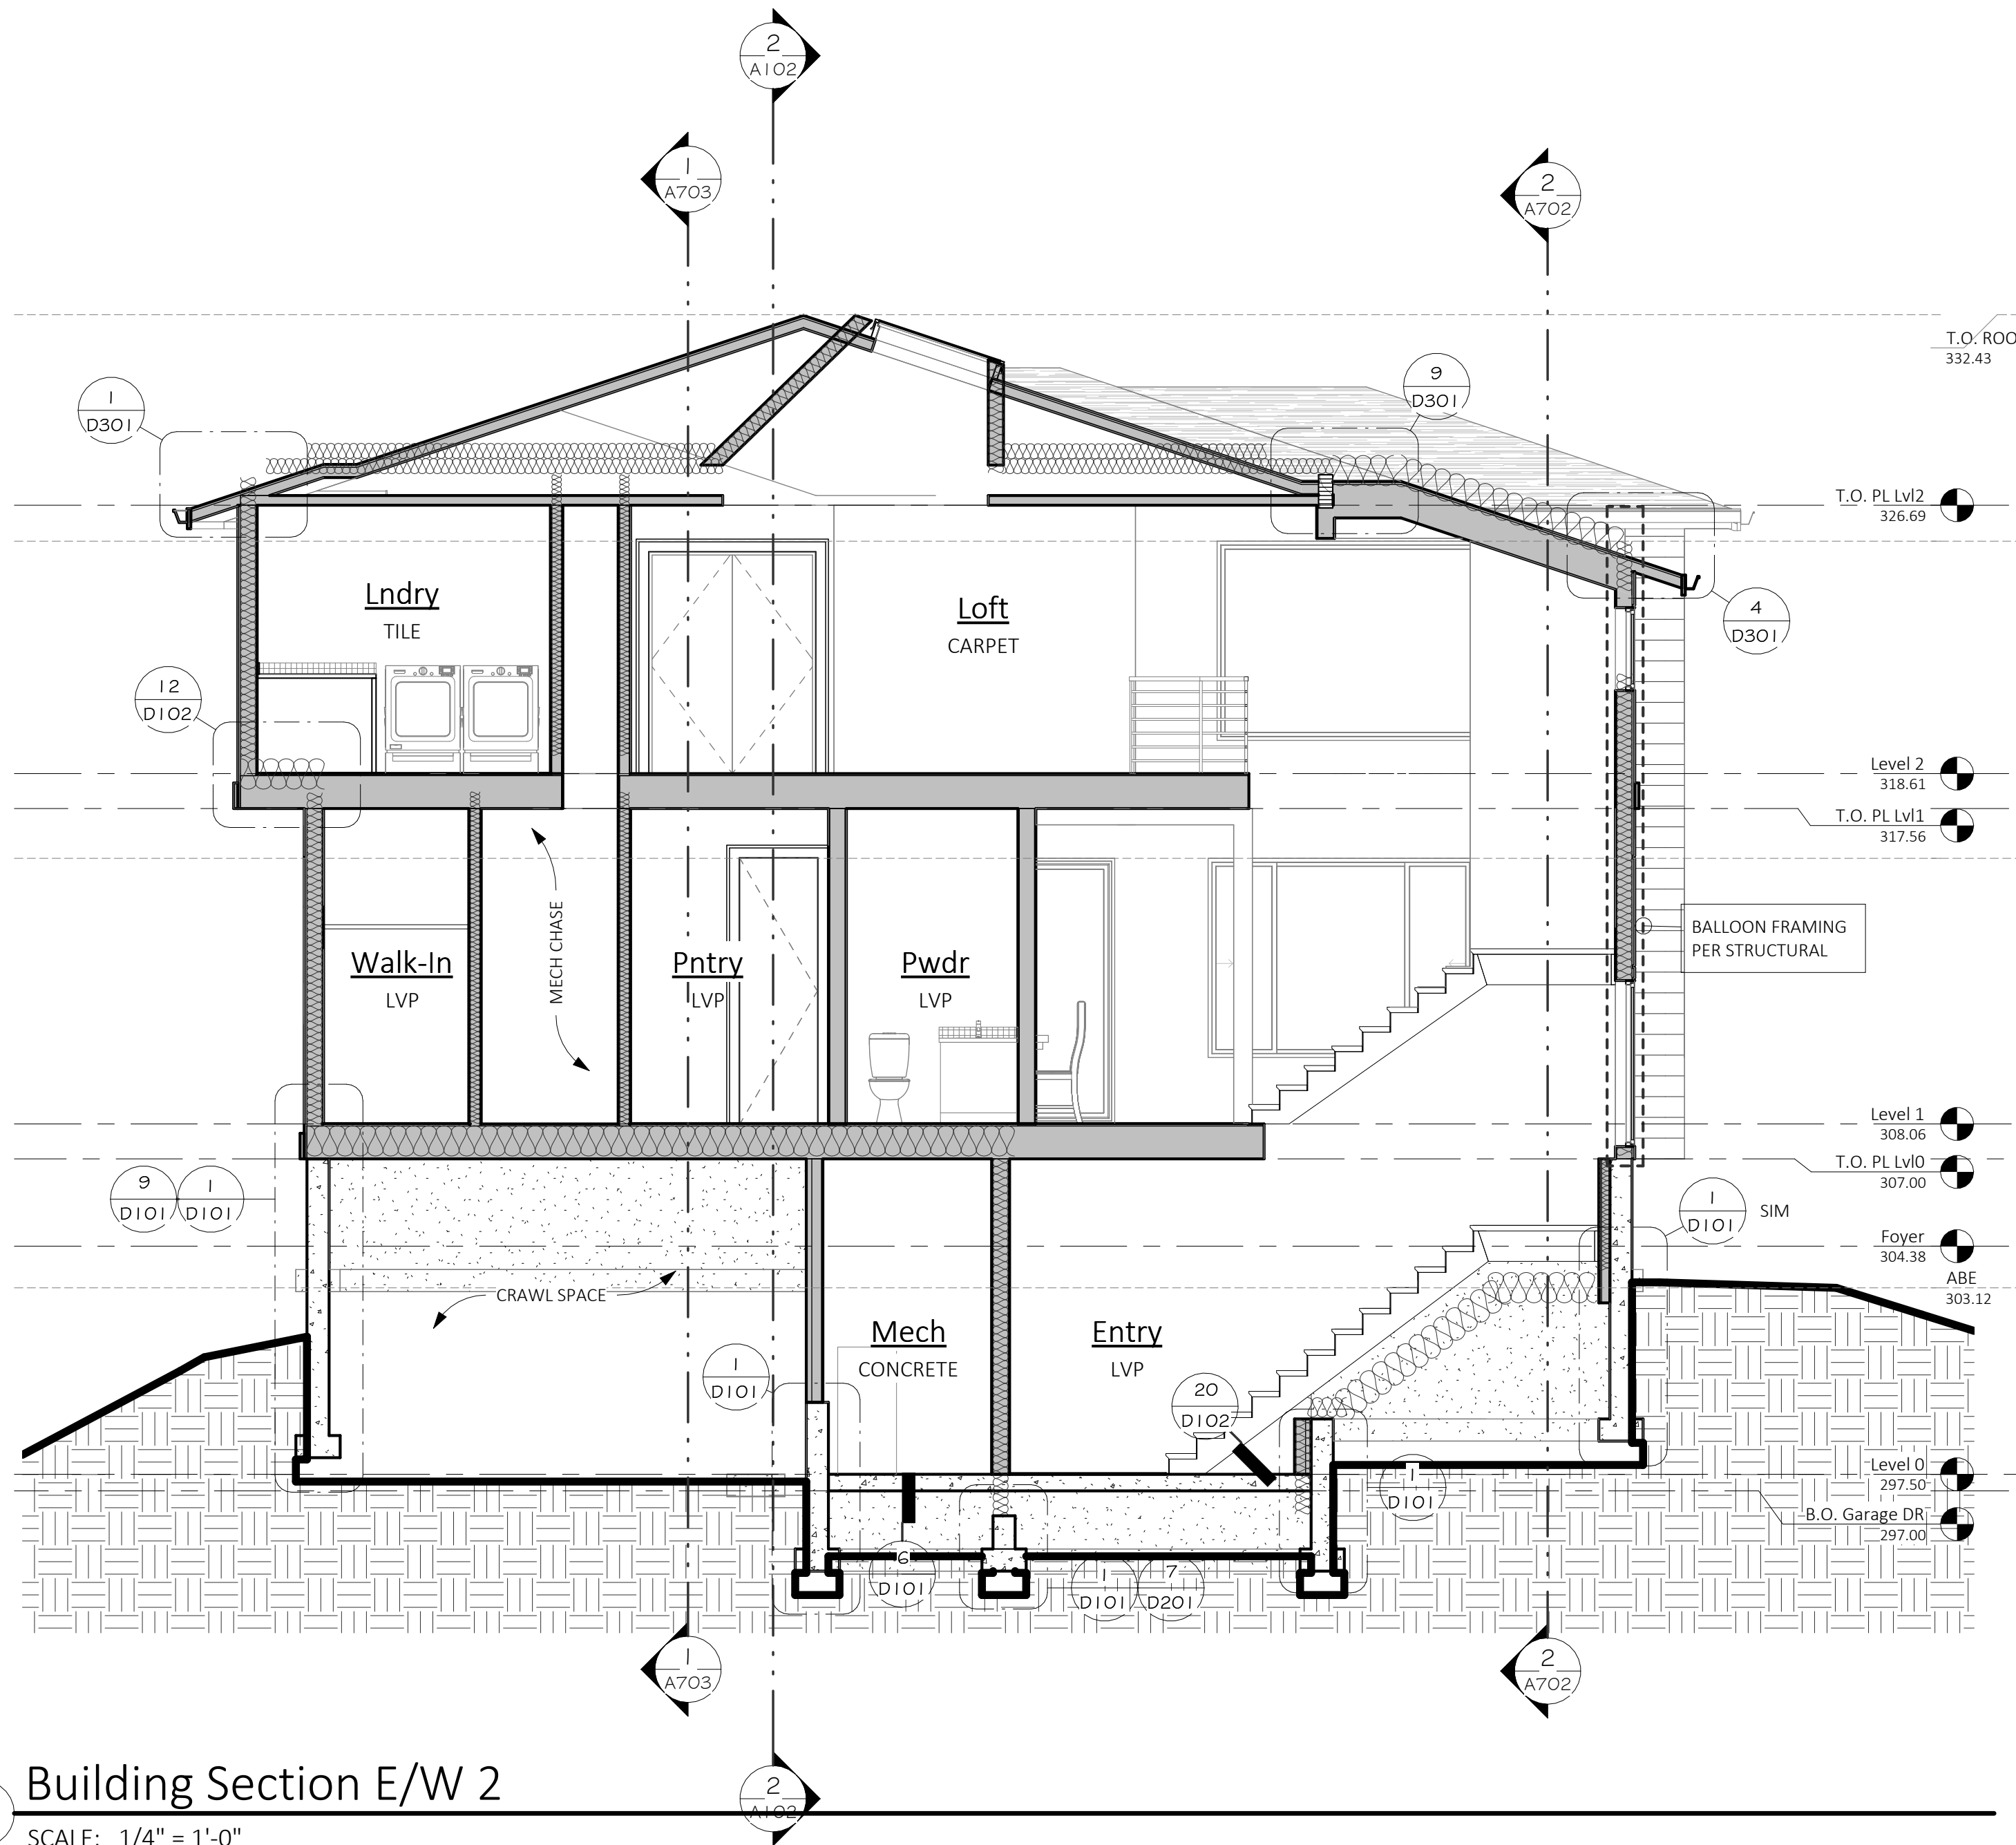 2
A102
1
A703
2
A702
T.O. ROO
332.43
1
D301
9
D301
T.O. PL Lvl2
326.69
Lndry
TILE
Loft
CARPET
4
D301
12
D102
Level 2
318.61
T.O. PL Lvl1
317.56
MECH CHASE
BALLOON FRAMING
PER STRUCTURAL
Walk-In
LVP
Pntry
LVP
Pwdr
LVP
Level 1
308.06
T.O. PL Lvl0
307.00
9
D101
1
D101
1
D101
SIM
Foyer
304.38
ABE
303.12
CRAWL SPACE
Mech
CONCRETE
Entry
LVP
1
D101
20
D102
1
D101
Level 0
297.50
B.O. Garage DR
297.00
6
D101
1
D101
7
D201
1
A703
2
A702
2
A102
Building Section E/W 2
SCALE: 1/4" = 1'-0"